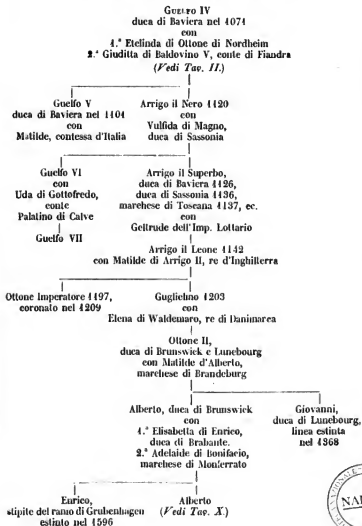 GUELFO IV
duca di Baviera nel 1071
con
1.ª Etelinda di Ottone di Nordheim
2.ª Giuditta di Baldovino V, conte di Fiandra
(Vedi Tav. II.)
Guelfo V
duca di Baviera nel 1101
con
Matilde, contessa d'Italia
Arrigo il Nero 1120
con
Vulfida di Magno,
duca di Sassonia
Guelfo VI
con
Uda di Gottofredo,
conte
Palatino di Calve
Guelfo VII
Arrigo il Superbo,
duca di Baviera 1126,
duca di Sassonia 1136,
marchese di Toscana 1137, ec.
con
Geltrude dell'Imp. Lottario
Arrigo il Leone 1142
con Matilde di Arrigo II, re d'Inghilterra
Ottone Imperatore 1197,
coronato nel 1209
Guglielmo 1203
con
Elena di Waldemaro, re di Danimarca
Ottone II,
duca di Brunswick e Lunebourg
con Matilde d'Alberto,
marchese di Brandeburg
Alberto, duca di Brunswick
con
1.ª Elisabetta di Enrico,
duca di Brabante.
2.ª Adelaide di Bonifacio,
marchese di Monferrato
Giovanni,
duca di Lunebourg,
linea estinta
nel 1368
Enrico,
stipite del ramo di Grubenhagen
estinto nel 1596
Alberto
(Vedi Tav. X.)